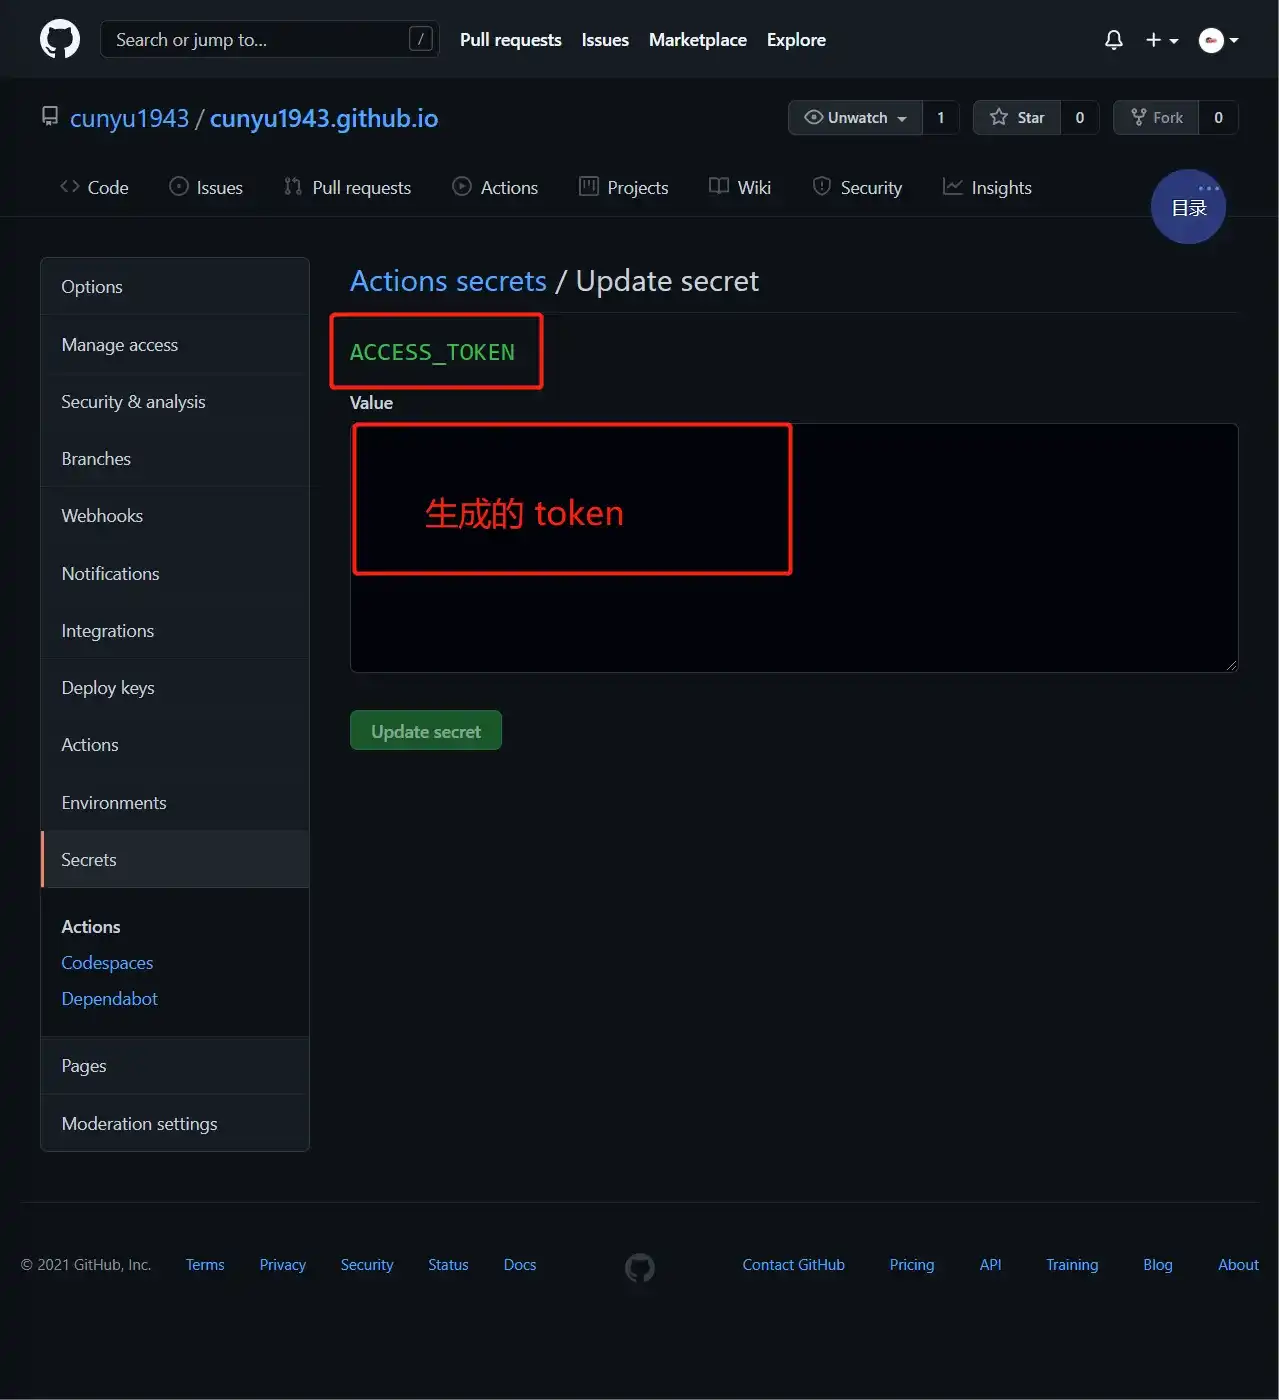 Search or jump to... /
Pull requests Issues Marketplace Explore
cunyu1943 / cunyu1943.github.io
Unwatch 1 Star 0 Fork 0
Code Issues Pull requests Actions Projects Wiki Security Insights
目录
Options
Manage access
Security & analysis
Branches
Webhooks
Notifications
Integrations
Deploy keys
Actions
Environments
Secrets
Actions
Codespaces
Dependabot
Pages
Moderation settings
Actions secrets / Update secret
ACCESS_TOKEN
Value
生成的 token
Update secret
© 2021 GitHub, Inc. Terms Privacy Security Status Docs Contact GitHub Pricing API Training Blog About